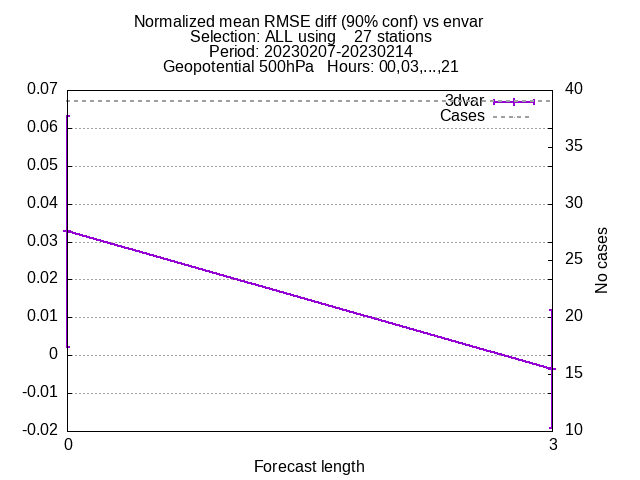 Normalized mean RMSE diff (90% conf) vs envar
Selection: ALL using    27 stations
Period: 20230207-20230214
Geopotential 500hPa   Hours: 00,03,...,21
0.07
0.06
0.05
0.04
0.03
0.02
0.01
0
-0.01
-0.02
3dvar
Cases
40
35
30
25
20
15
10
No cases
0
3
Forecast length